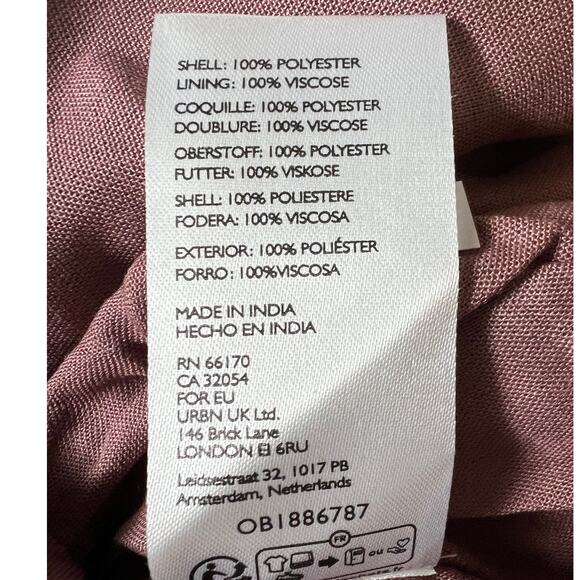 SHELL: 100% POLYESTER
LINING: 100% VISCOSE
COQUILLE: 100% POLYESTER
DOUBLURE: 100% VISCOSE
OBERSTOFF: 100% POLYESTER
FUTTER: 100% VISKOSE
SHELL: 100% POLIESTERE
FODERA: 100% VISCOSA
EXTERIOR: 100% POLIÉSTER
FORRO: 100%VISCOSA
MADE IN INDIA
HECHO EN INDIA
RN 66170
CA 32054
FOR EU
URBN UK Ltd.
146 Brick Lane
LONDON E1 6RU
Leidsestraat 32, 1017 PB
Amsterdam, Netherlands
OB1886787
FR
ou